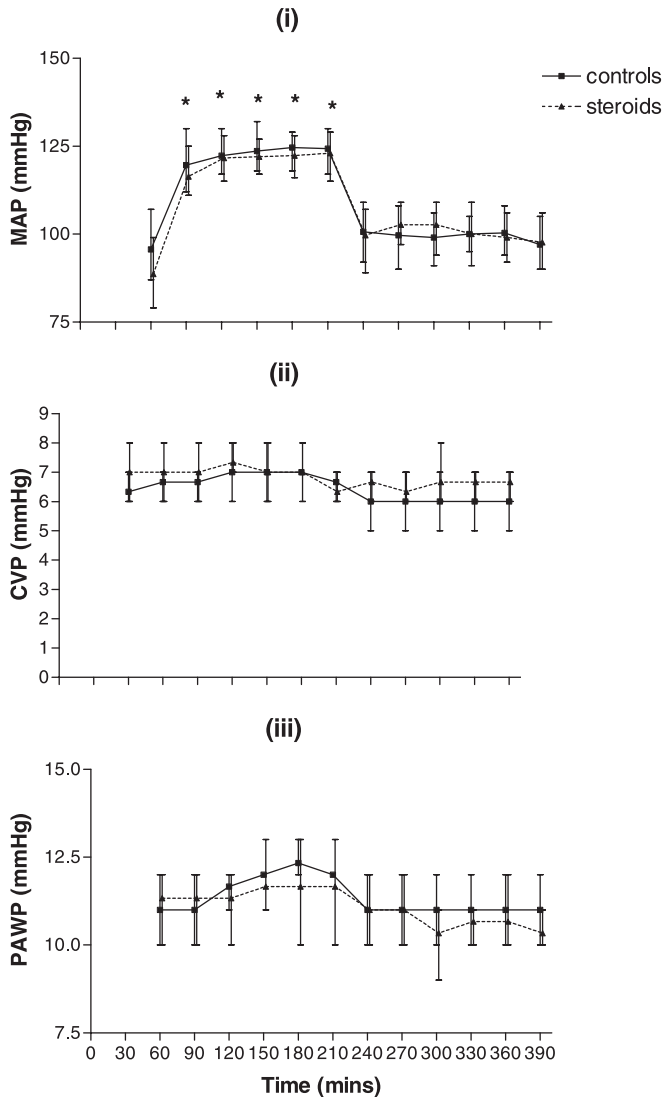 (i)
150
125
100
75
MAP (mmHg)
* * * * *
controls
steroids
(ii)
9
8
7
6
5
4
3
2
1
0
CVP (mmHg)
(iii)
15.0
12.5
10.0
7.5
PAWP (mmHg)
0 30 60 90 120 150 180 210 240 270 300 330 360 390
Time (mins)